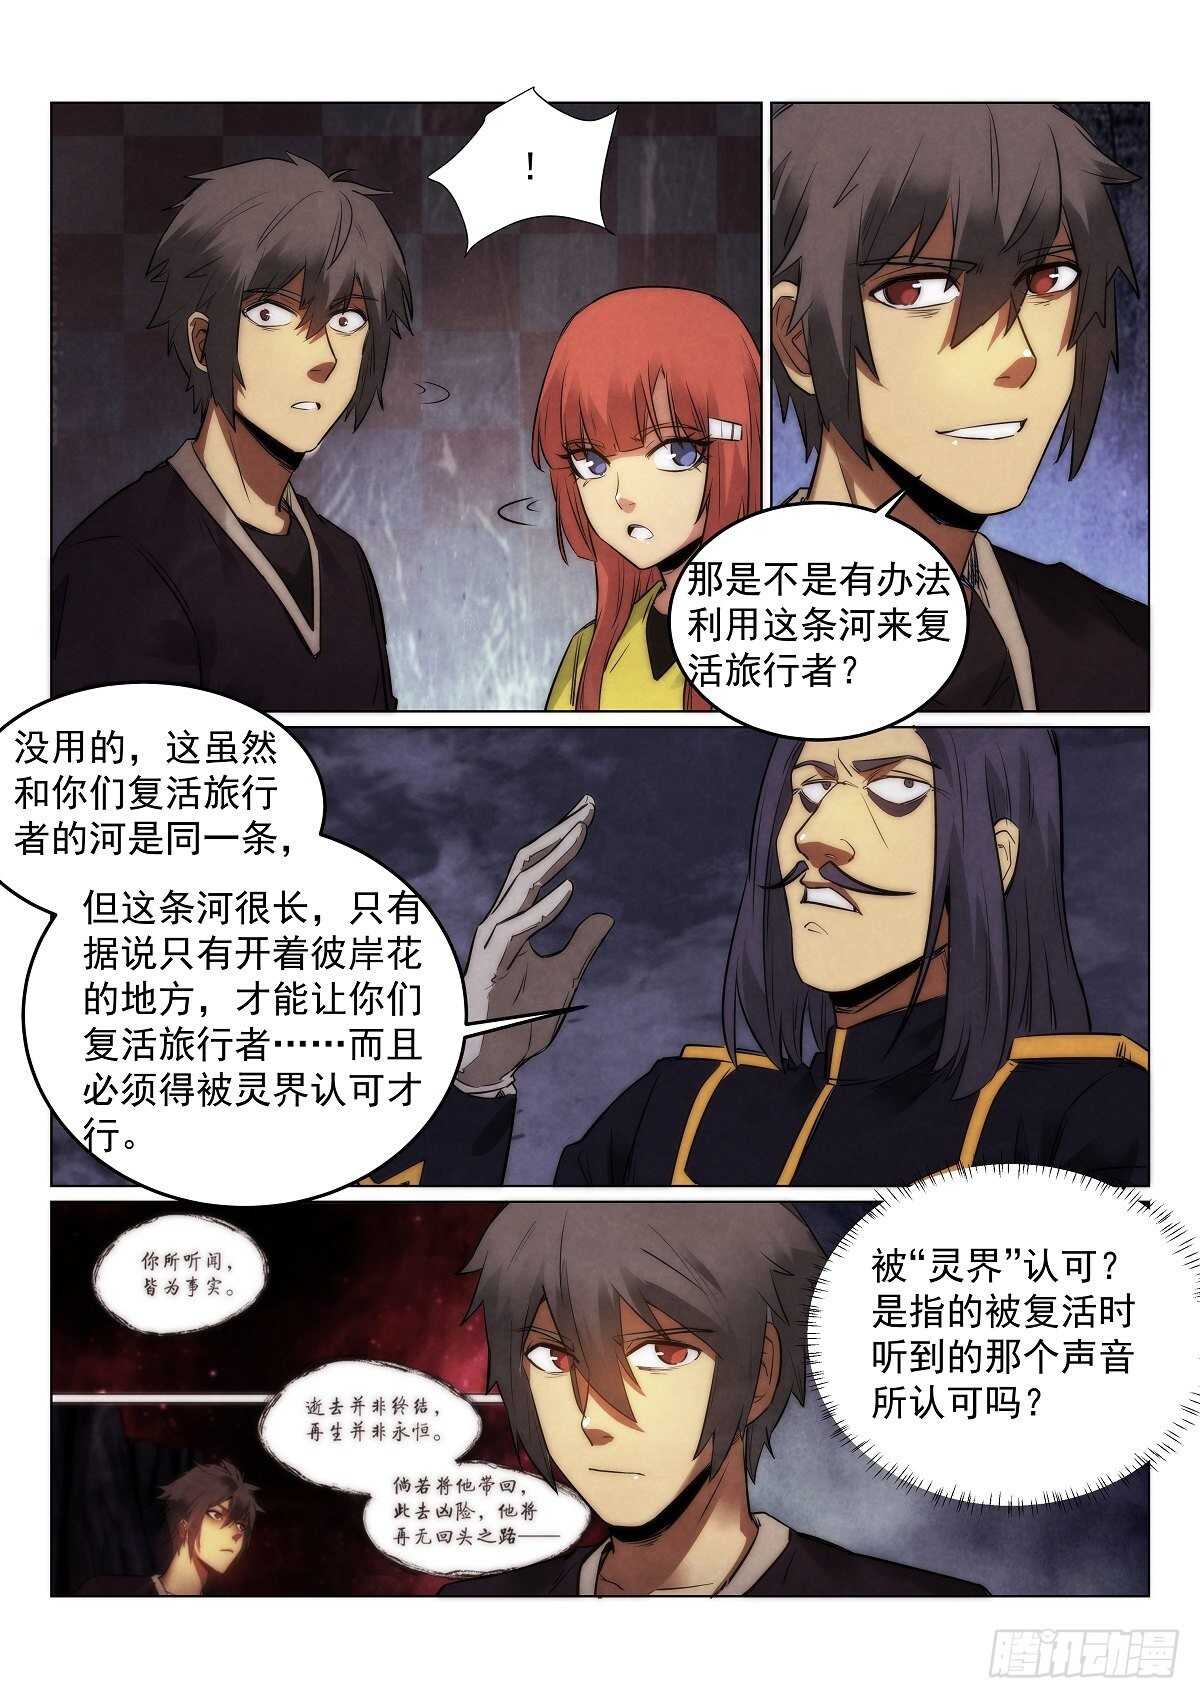 ！
那是不是有办法
利用这条河来复
活旅行者？
没用的，这虽然
和你们复活旅行
者的河是同一条，
但这条河很长，只有
据说只有开着彼岸花
的地方，才能让你们
复活旅行者……而且
必须得被灵界认可才
行。
你所听闻，
皆为事实。
逝去并非终结，
再生并非永恒。
倘若将他带回，
此去凶险，他将
再无回头之路——
被“灵界”认可？
是指的被复活时
听到的那个声音
所认可吗？
腾讯动漫